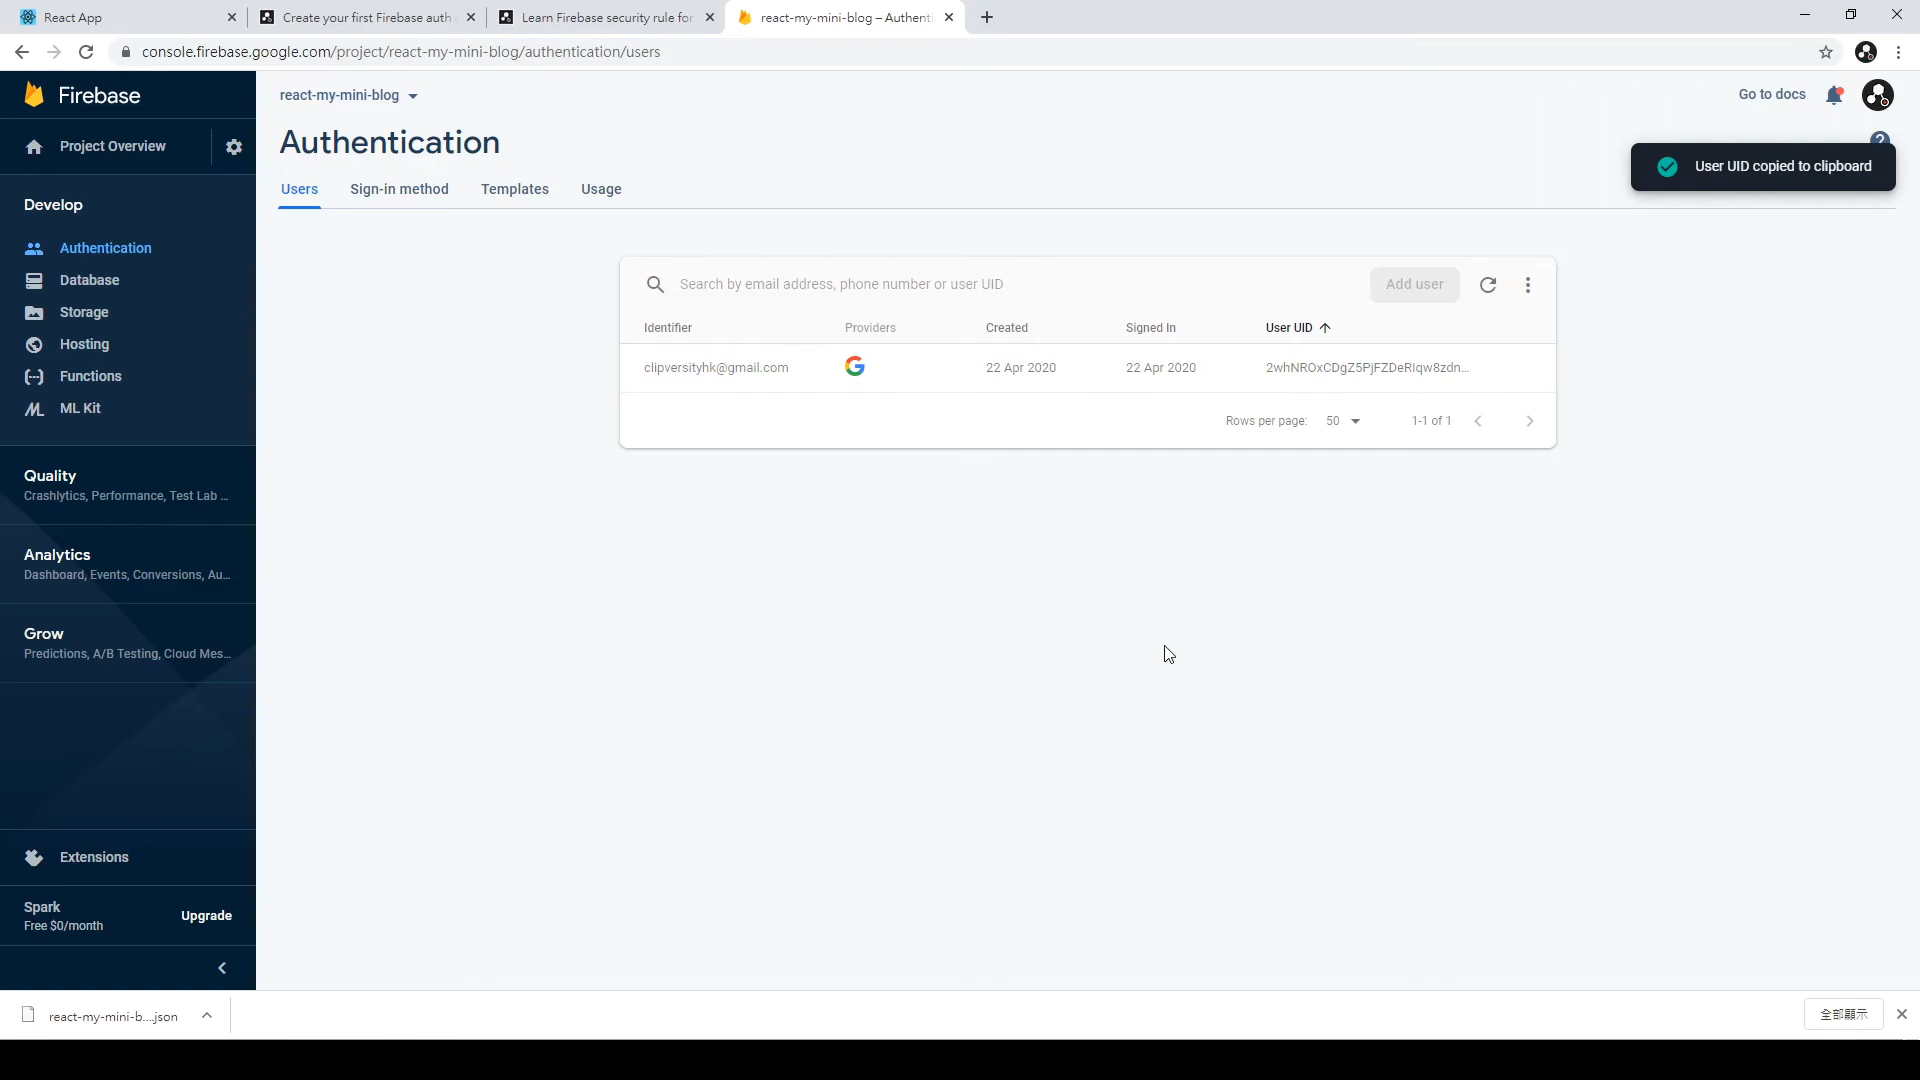 React App
Create your first Firebase auth
Learn Firebase security rule for
react-my-mini-blog – Authenti
console.firebase.google.com/project/react-my-mini-blog/authentication/users
Firebase
react-my-mini-blog
Go to docs
Project Overview
Authentication
?
User UID copied to clipboard
Users
Sign-in method
Templates
Usage
Develop
Authentication
Database
Storage
Hosting
Functions
ML Kit
Search by email address, phone number or user UID
Add user
Identifier
Providers
Created
Signed In
User UID
clipversityhk@gmail.com
22 Apr 2020
22 Apr 2020
2whNROxCDgZ5PjFZDeRlqw8zdn...
Rows per page:
50
1-1 of 1
Quality
Crashlytics, Performance, Test Lab ...
Analytics
Dashboard, Events, Conversions, Au...
Grow
Predictions, A/B Testing, Cloud Mes...
Extensions
Spark
Free $0/month
Upgrade
react-my-mini-b....json
全部顯示